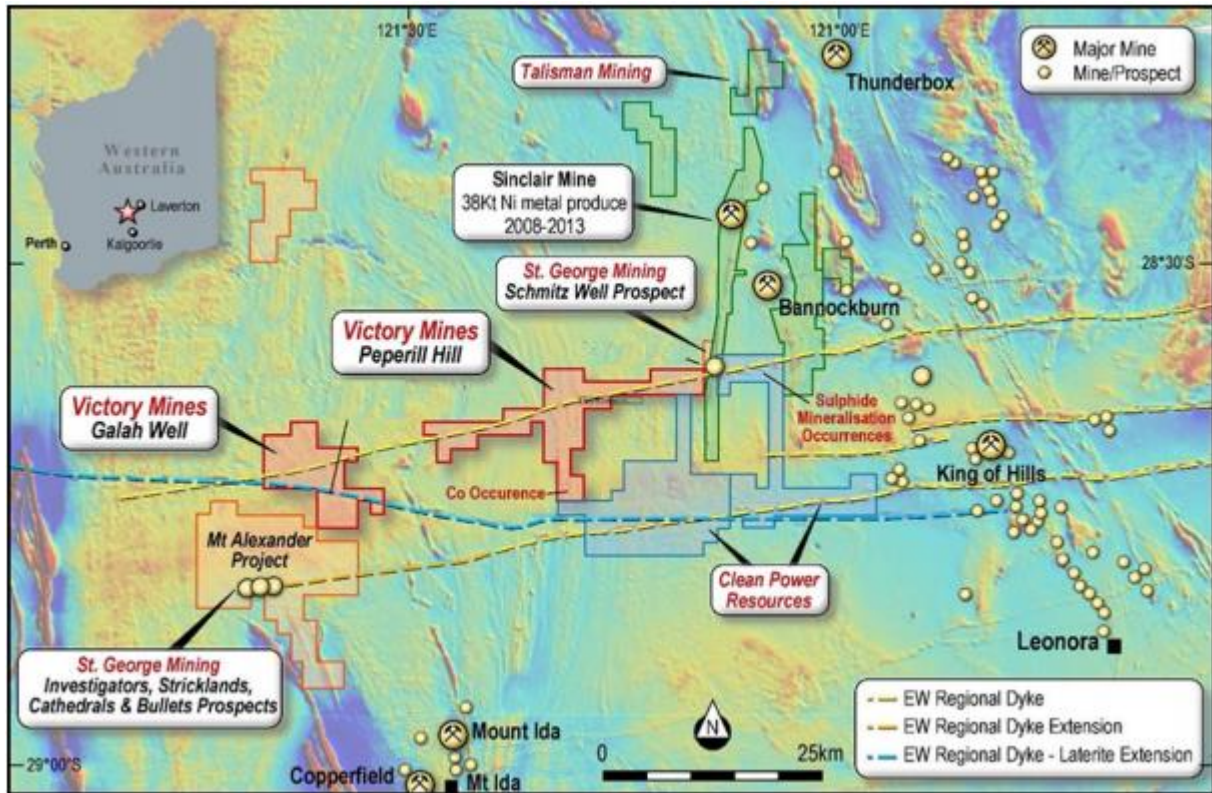 121°30'E
121°00'E
Major Mine
Mine/Prospect
Talisman Mining
Thunderbox
Western
Australia
Laverton
Perth
Kalgoorlie
Sinclair Mine
38Kt Ni metal produce
2008-2013
28°30'S
St. George Mining
Schmitz Well Prospect
Bannockburn
Victory Mines
Peperill Hill
Victory Mines
Galah Well
Sulphide
Mineralisation
Occurrences
King of Hills
Co Occurence
Mt Alexander
Project
Clean Power
Resources
Leonora
St. George Mining
Investigators, Stricklands,
Cathedrals & Bullets Prospects
EW Regional Dyke
EW Regional Dyke Extension
EW Regional Dyke - Laterite Extension
N
Mount Ida
0 25km
29°00'S
Copperfield
Mt Ida